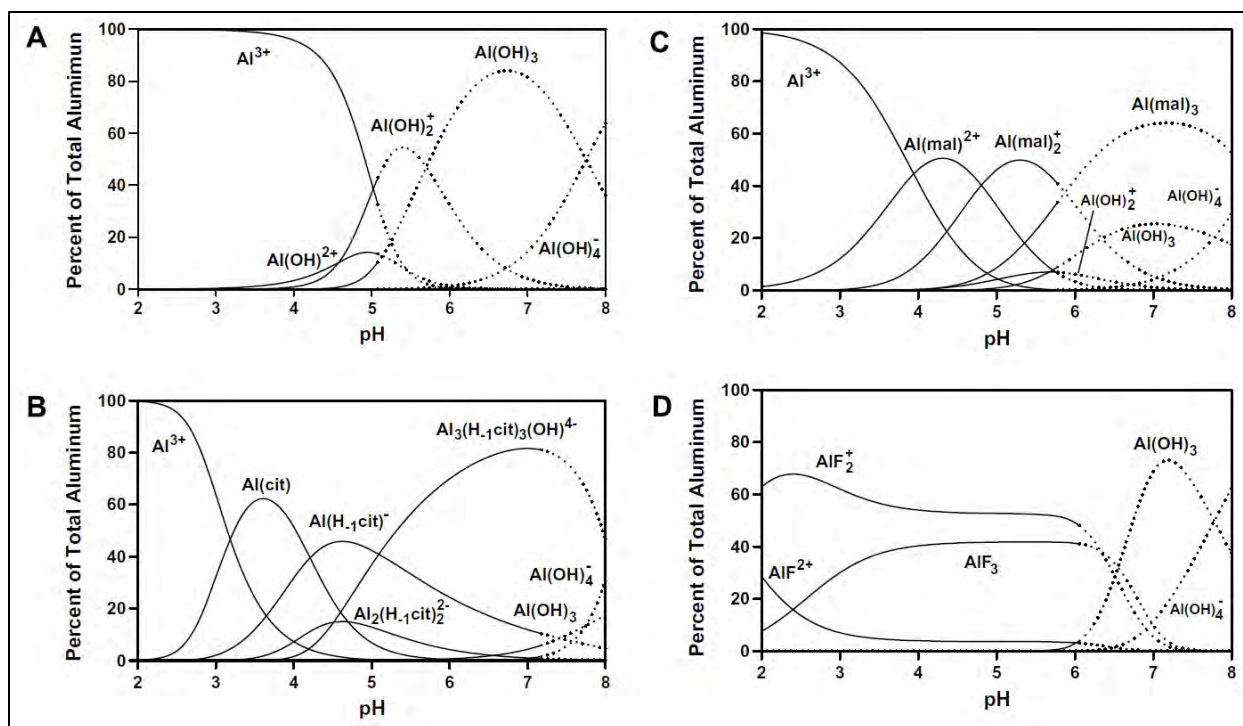 A
Percent of Total Aluminum
100
80
60
40
20
0
Al3+
Al(OH)3
Al(OH)2+
Al(OH)2+
Al(OH)4-
2 3 4 5 6 7 8
pH
B
Percent of Total Aluminum
100
80
60
40
20
0
Al3+
Al3(H-1cit)3(OH)4-
Al(cit)
Al(H-1cit)-
Al2(H-1cit)22-
Al(OH)4-
Al(OH)3
2 3 4 5 6 7 8
pH
C
Percent of Total Aluminum
100
80
60
40
20
0
Al3+
Al(mal)3
Al(mal)2+
Al(mal)2+
Al(OH)2+
Al(OH)4-
Al(OH)3
2 3 4 5 6 7 8
pH
D
Percent of Total Aluminum
100
80
60
40
20
0
AlF2+
Al(OH)3
AlF2+
AlF3
Al(OH)4-
2 3 4 5 6 7 8
pH